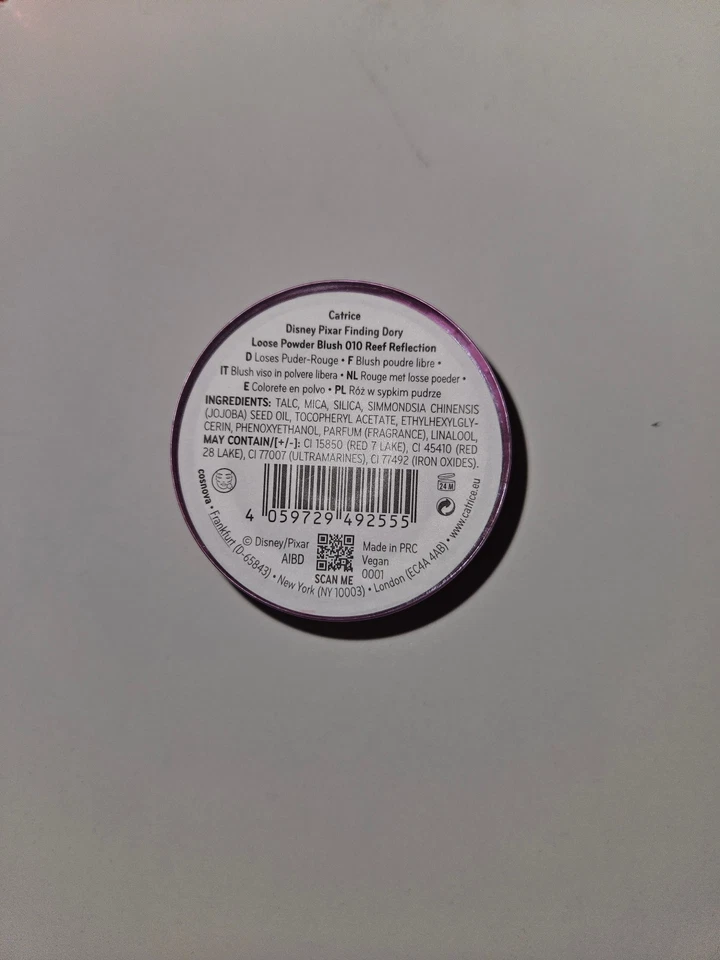 Catrice
Disney Pixar Finding Dory
Loose Powder Blush 010 Reef Reflection
D Loses Puder-Rouge • F Blush poudre libre •
IT Blush viso in polvere libera • NL Rouge met losse poeder •
E Colorete en polvo • PL Róż w sypkim pudrze
INGREDIENTS: TALC, MICA, SILICA, SIMMONDSIA CHINENSIS
(JOJOBA) SEED OIL, TOCOPHERYL ACETATE, ETHYLHEXYLGLY-
CERIN, PHENOXYETHANOL, PARFUM (FRAGRANCE), LINALOOL,
MAY CONTAIN/[+/-]: CI 15850 (RED 7 LAKE), CI 45410 (RED
28 LAKE), CI 77007 (ULTRAMARINES), CI 77492 (IRON OXIDES).
24 M
4 059729 492555
© Disney/Pixar
AIBD
SCAN ME
Made in PRC
Vegan
0001
cosnova • Frankfurt (D-65843) • New York (NY 10003) • London (EC4A 4AB) • www.catrice.eu